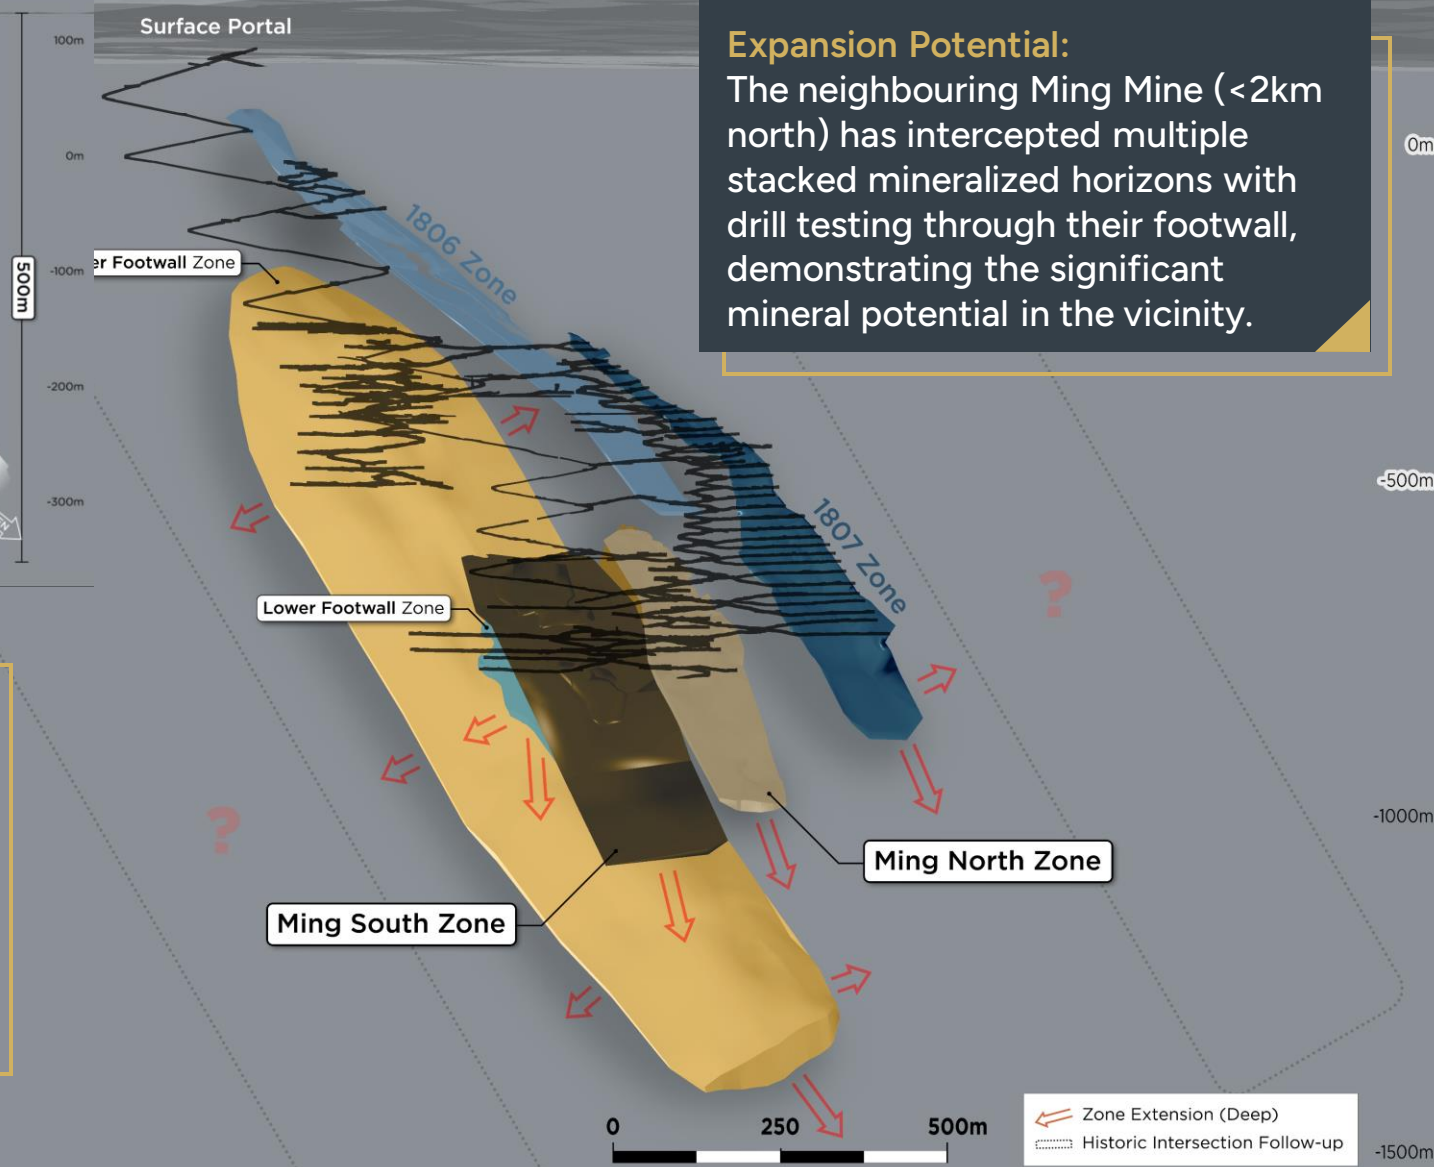 Surface Portal
100m
0m
-100m
-200m
-300m
500m
Expansion Potential:
The neighbouring Ming Mine (<2km
north) has intercepted multiple
stacked mineralized horizons with
drill testing through their footwall,
demonstrating the significant
mineral potential in the vicinity.
0m
-500m
-1000m
-1500m
1806 Zone
er Footwall Zone
1807 Zone
?
Lower Footwall Zone
?
Ming North Zone
Ming South Zone
0 250 500m
Zone Extension (Deep)
Historic Intersection Follow-up